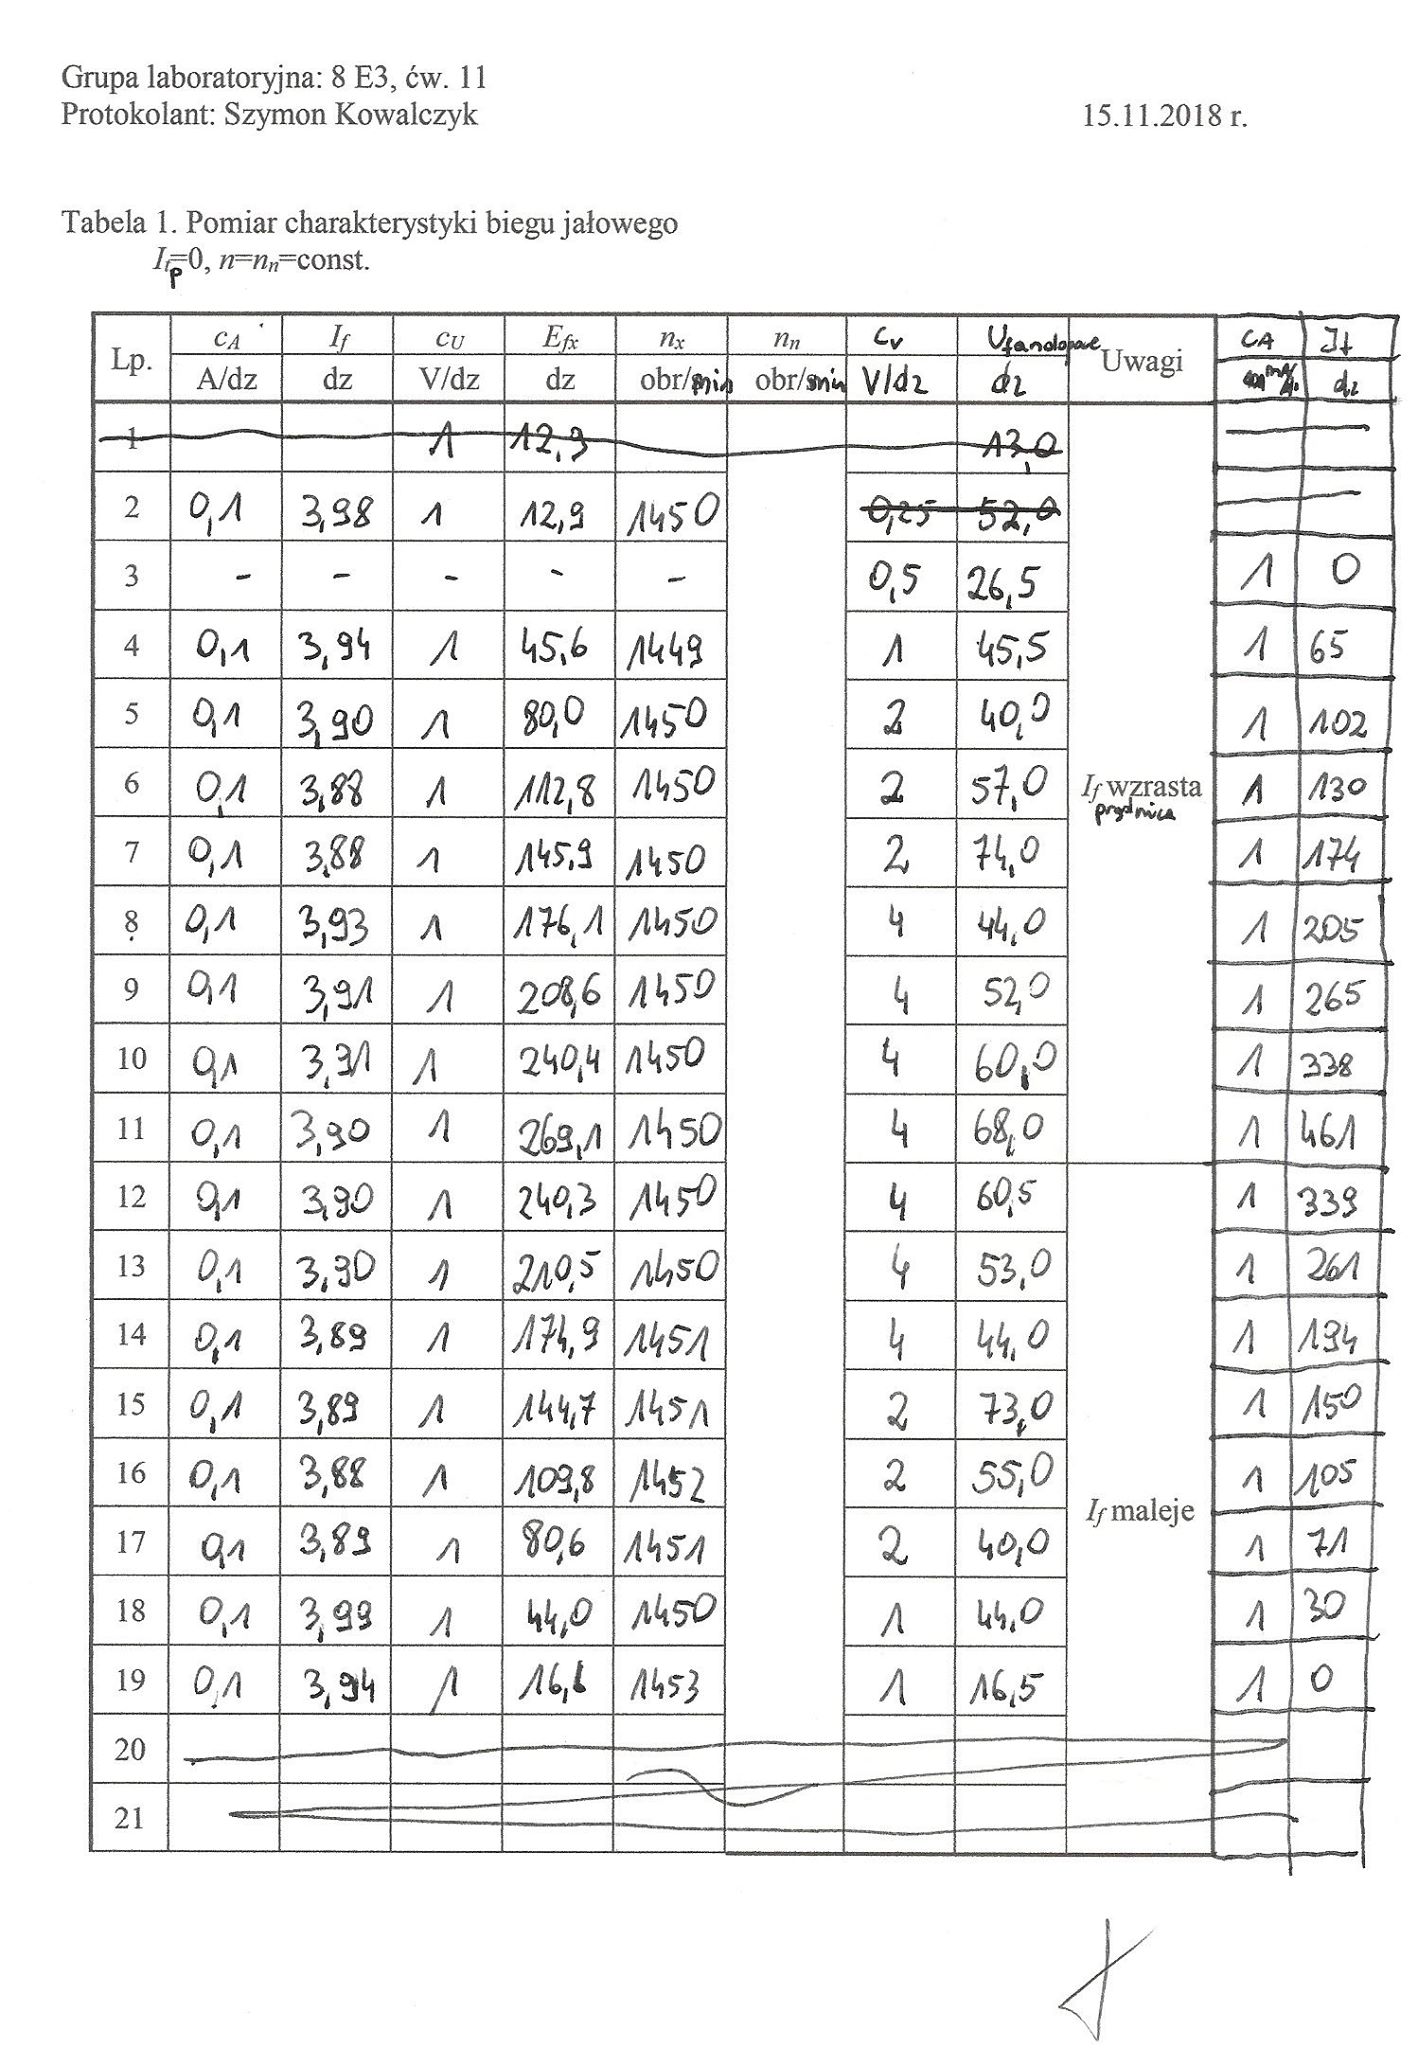 Grupa laboratoryjna: 8 E3, ćw. 11
Protokolant: Szymon Kowalczyk 15.11.2018 r.
Tabela 1. Pomiar charakterystyki biegu jałowego
I_tp=0, n=n_n=const.
Lp. c_A I_f c_U E_fx n_x n_n C_V U_fandopowe Uwagi CA If
A/dz dz V/dz dz obr/min obr/min V/dz dz mA/dz dz
1 1 12,3 13,0
2 0,1 3,98 1 12,9 1450 0,25 52,0
3 - - - - - 0,5 26,5 1 0
4 0,1 3,94 1 45,6 1449 1 45,5 1 65
5 0,1 3,90 1 80,0 1450 2 40,0 1 102
6 0,1 3,88 1 112,8 1450 2 57,0 I_f wzrasta 1 130
prądnica
7 0,1 3,88 1 145,9 1450 2 74,0 1 174
8 0,1 3,93 1 176,1 1450 4 44,0 1 205
9 0,1 3,91 1 208,6 1450 4 52,0 1 265
10 0,1 3,91 1 240,4 1450 4 60,0 1 338
11 0,1 3,90 1 269,1 1450 4 68,0 1 461
12 0,1 3,90 1 240,3 1450 4 60,5 1 339
13 0,1 3,90 1 210,5 1450 4 53,0 1 261
14 0,1 3,89 1 174,9 1451 4 44,0 1 194
15 0,1 3,89 1 144,7 1451 2 73,0 1 150
16 0,1 3,88 1 109,8 1452 2 55,0 1 105
17 0,1 3,89 1 80,6 1451 2 40,0 I_f maleje 1 71
18 0,1 3,99 1 44,0 1450 1 44,0 1 30
19 0,1 3,94 1 16,6 1453 1 16,5 1 0
20
21